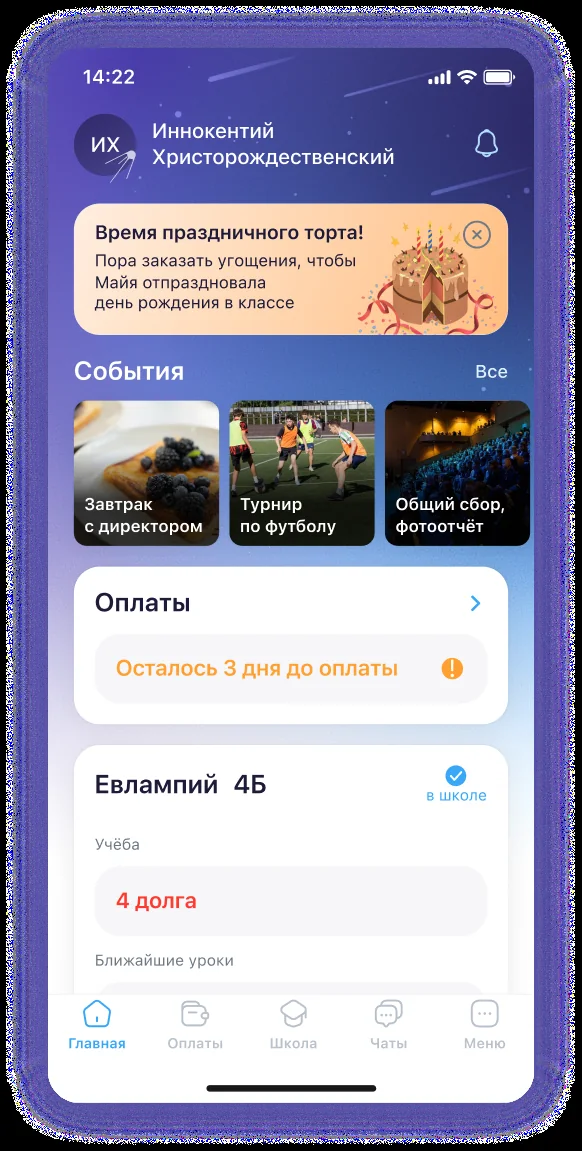 14:22
ИХ
Иннокентий
Христорождественский
Время праздничного торта!
Пора заказать угощения, чтобы
Майя отпраздновала
день рождения в классе
События
Все
Завтрак
с директором
Турнир
по футболу
Общий сбор,
фотоотчёт
Оплаты
Осталось 3 дня до оплаты
Евлампий 4Б
в школе
Учёба
4 долга
Ближайшие уроки
Главная
Оплаты
Школа
Чаты
Меню